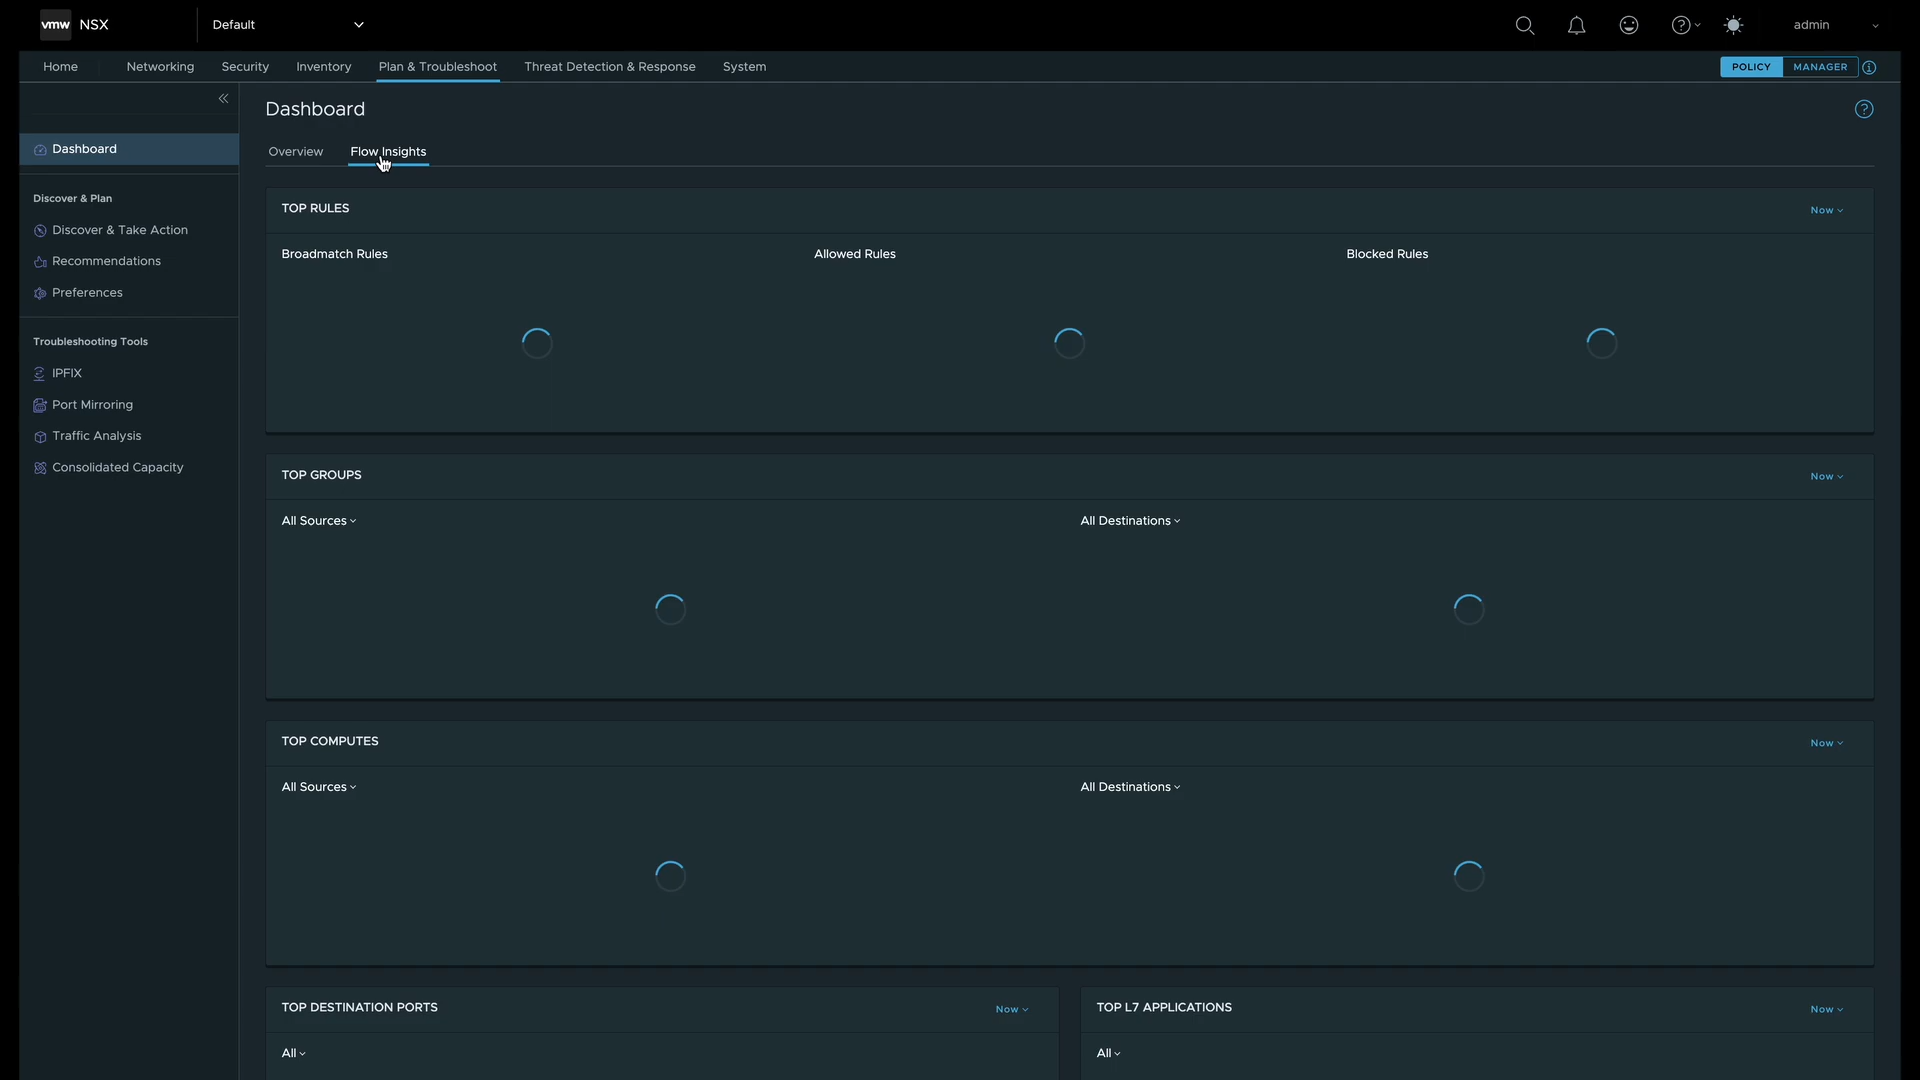 vmw NSX
Default
admin
Home
Networking
Security
Inventory
Plan & Troubleshoot
Threat Detection & Response
System
POLICY
MANAGER
Dashboard
Discover & Plan
Discover & Take Action
Recommendations
Preferences
Troubleshooting Tools
IPFIX
Port Mirroring
Traffic Analysis
Consolidated Capacity
Dashboard
Overview
Flow Insights
TOP RULES
Now
Broadmatch Rules
Allowed Rules
Blocked Rules
TOP GROUPS
Now
All Sources
All Destinations
TOP COMPUTES
Now
All Sources
All Destinations
TOP DESTINATION PORTS
Now
All
TOP L7 APPLICATIONS
Now
All